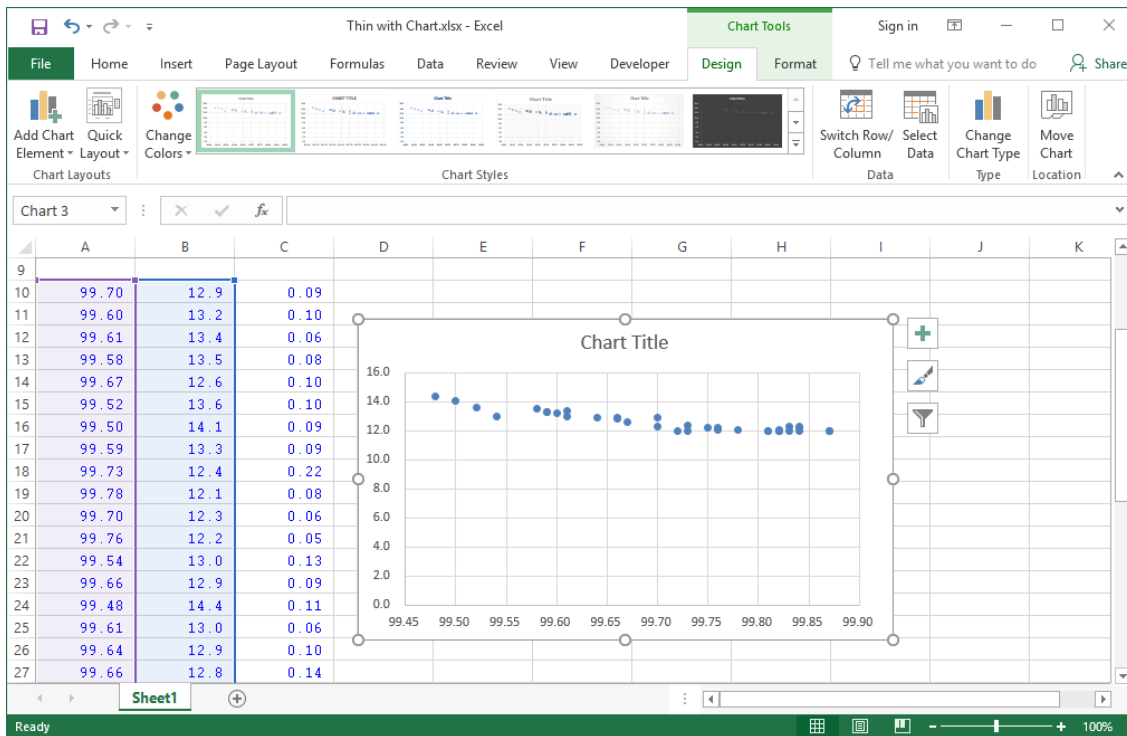 Thin with Chart.xlsx - Excel
Chart Tools
Sign in
File Home Insert Page Layout Formulas Data Review View Developer Design Format Tell me what you want to do Share
Add Chart Element
Quick Layout
Change Colors
Switch Row/ Column
Select Data
Change Chart Type
Move Chart
Chart Layouts
Chart Styles
Data
Type
Location
Chart 3
fx
A B C D E F G H I J K
9
10 99.70 12.9 0.09
11 99.60 13.2 0.10
12 99.61 13.4 0.06
13 99.58 13.5 0.08
14 99.67 12.6 0.10
15 99.52 13.6 0.10
16 99.50 14.1 0.09
17 99.59 13.3 0.09
18 99.73 12.4 0.22
19 99.78 12.1 0.08
20 99.70 12.3 0.06
21 99.76 12.2 0.05
22 99.54 13.0 0.13
23 99.66 12.9 0.09
24 99.48 14.4 0.11
25 99.61 13.0 0.06
26 99.64 12.9 0.10
27 99.66 12.8 0.14
Chart Title
16.0
14.0
12.0
10.0
8.0
6.0
4.0
2.0
0.0
99.45 99.50 99.55 99.60 99.65 99.70 99.75 99.80 99.85 99.90
Sheet1
Ready
100%